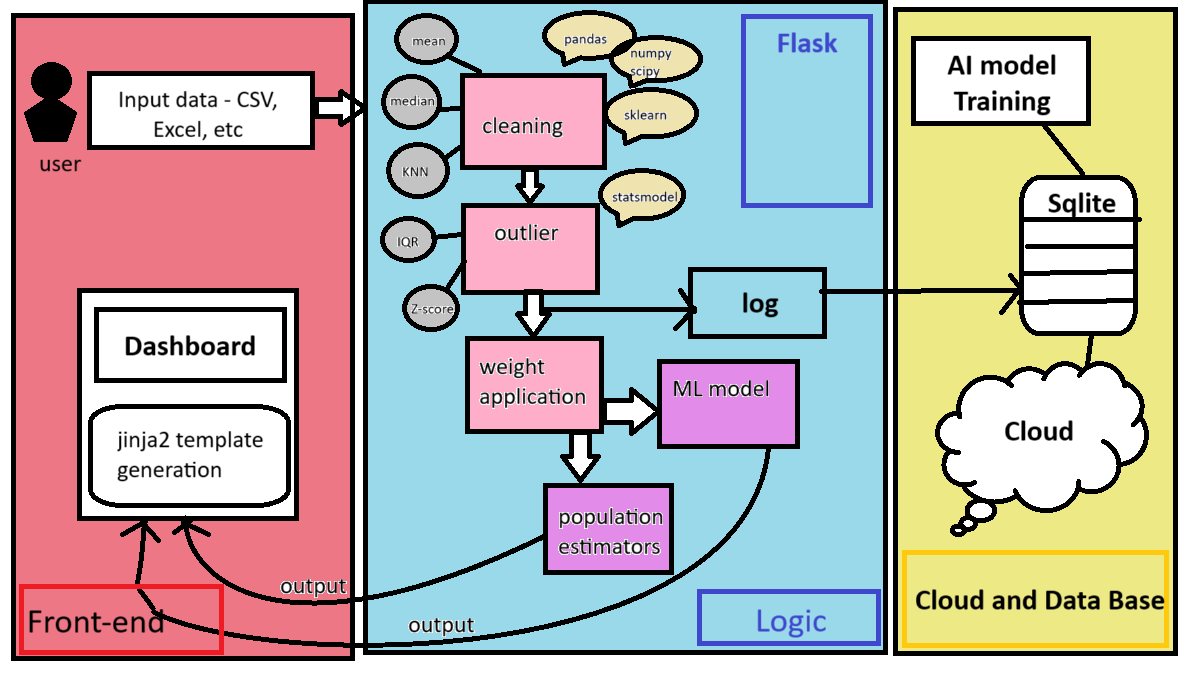 user
Input data - CSV,
Excel, etc
Dashboard
jinja2 template
generation
Front-end
mean
median
KNN
IQR
Z-score
pandas
numpy
scipy
sklearn
statsmodel
cleaning
outlier
weight
application
log
ML model
population
estimators
output
output
Flask
Logic
AI model
Training
Sqlite
Cloud
Cloud and Data Base